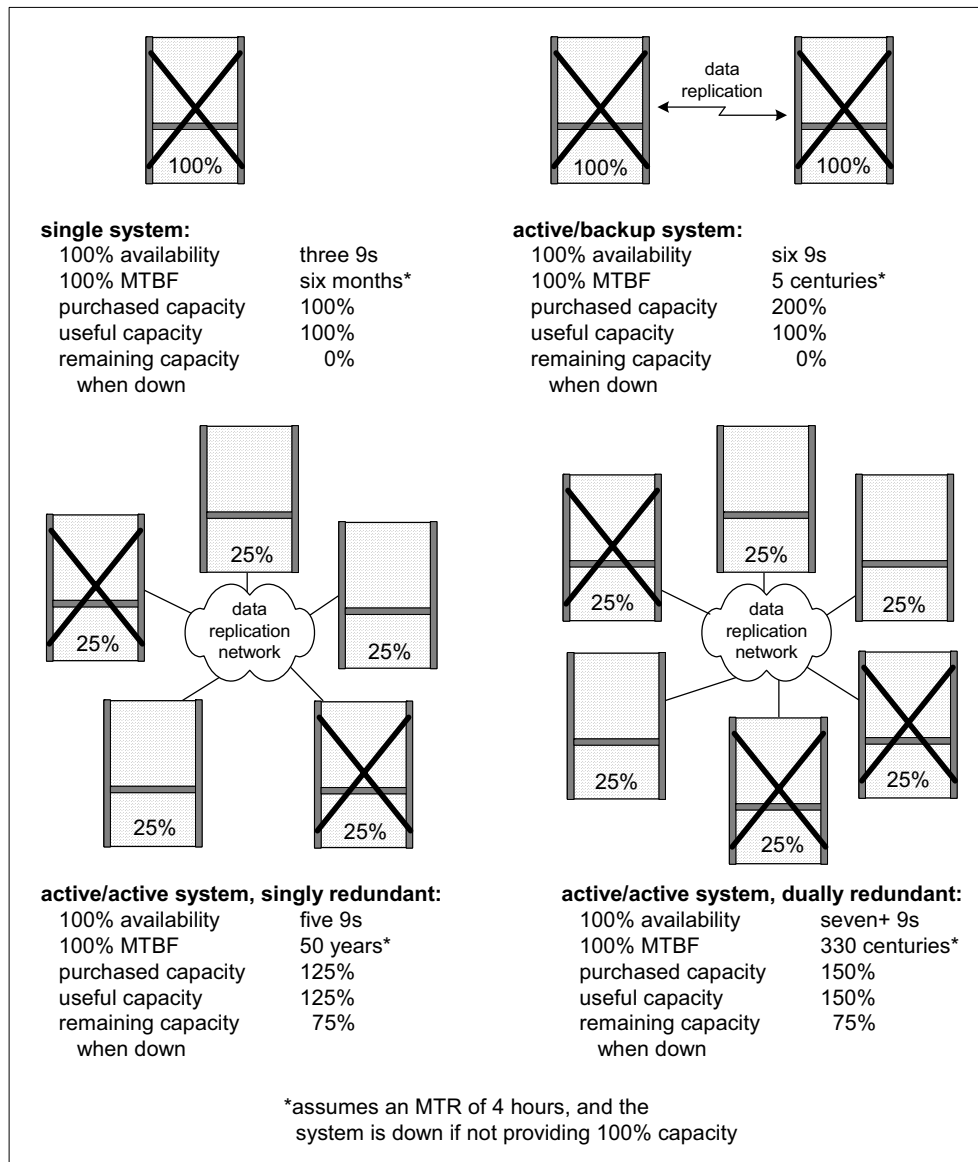 100%
data
replication
100%
100%
single system:
100% availability three 9s
100% MTBF six months*
purchased capacity 100%
useful capacity 100%
remaining capacity 0%
when down
active/backup system:
100% availability six 9s
100% MTBF 5 centuries*
purchased capacity 200%
useful capacity 100%
remaining capacity 0%
when down
25%
25%
data
replication
network
25%
25%
25%
25%
25%
data
replication
network
25%
25%
25%
25%
active/active system, singly redundant:
100% availability five 9s
100% MTBF 50 years*
purchased capacity 125%
useful capacity 125%
remaining capacity 75%
when down
active/active system, dually redundant:
100% availability seven+ 9s
100% MTBF 330 centuries*
purchased capacity 150%
useful capacity 150%
remaining capacity 75%
when down
*assumes an MTR of 4 hours, and the
system is down if not providing 100% capacity